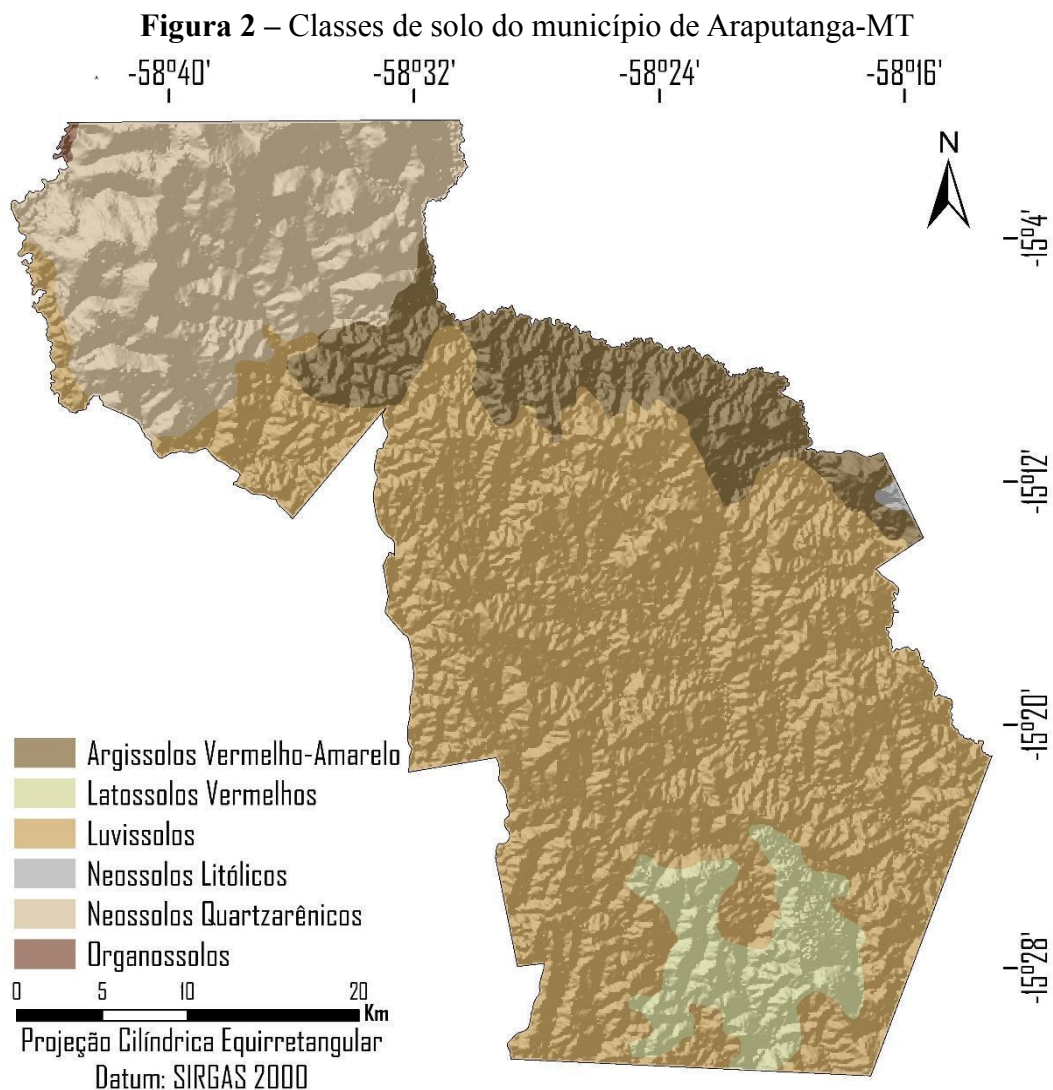 Figura 2 – Classes de solo do município de Araputanga-MT
-58º40' -58º32' -58º24' -58º16'
N
-15º4'
-15º12'
-15º20'
-15º28'
Argissolos Vermelho-Amarelo
Latossolos Vermelhos
Luvissolos
Neossolos Litólicos
Neossolos Quartzarênicos
Organossolos
0 5 10 20
Km
Projeção Cilíndrica Equirretangular
Datum: SIRGAS 2000